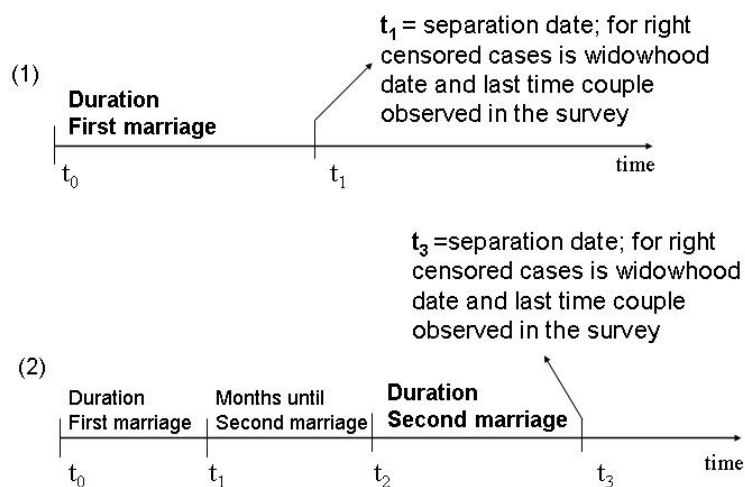 t1 = separation date; for right
censored cases is widowhood
date and last time couple
observed in the survey
(1)
Duration
First marriage
t0
t1
time
t3 =separation date; for right
censored cases is widowhood
date and last time couple
observed in the survey
(2)
Duration
First marriage
Months until
Second marriage
Duration
Second marriage
t0
t1
t2
t3
time